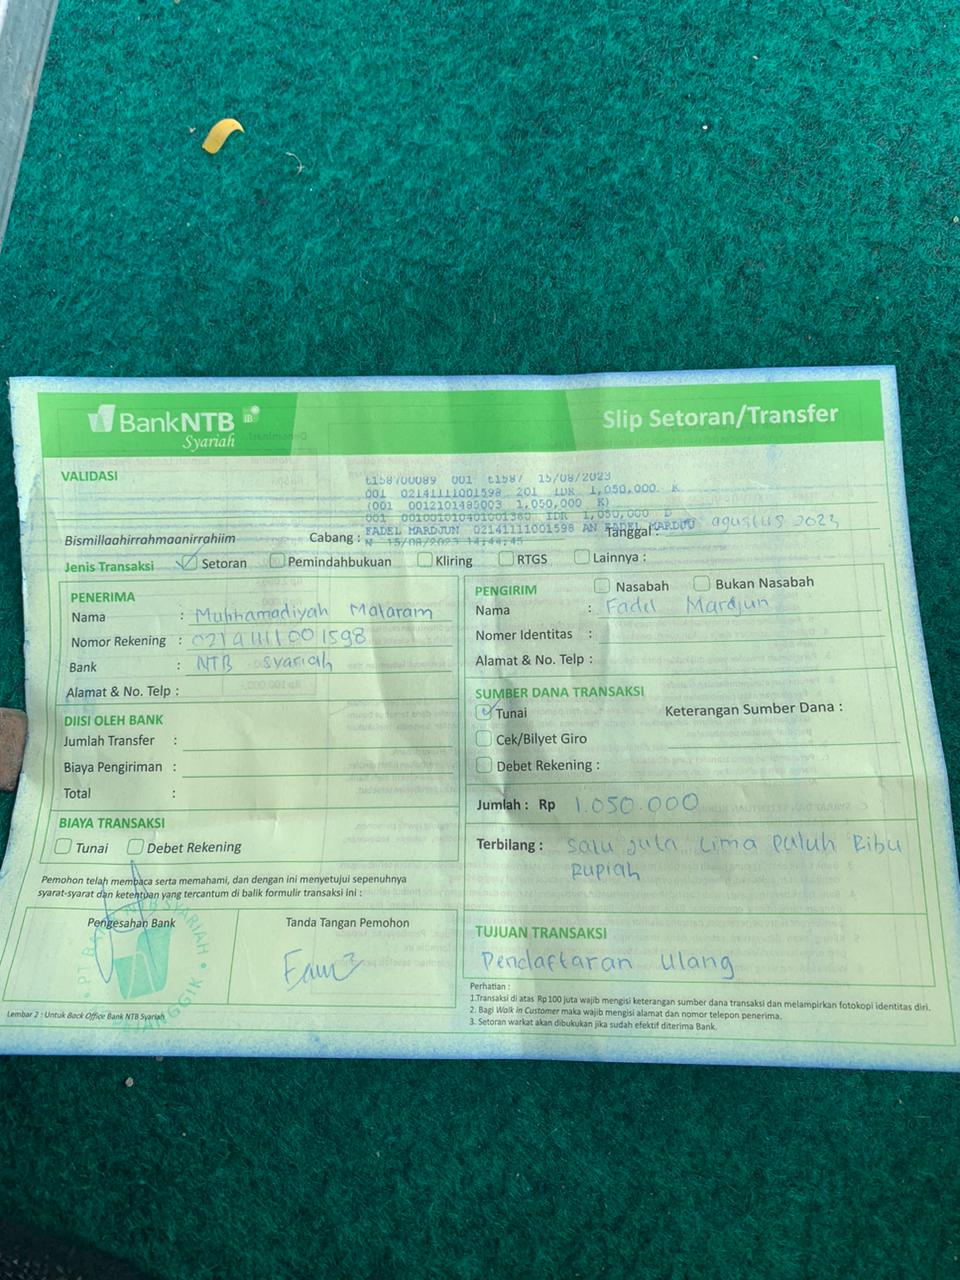 BankNTB
Syariah
Slip Setoran/Transfer
VALIDASI
t158700089 001 t1587 15/08/2023
001 02141111001598 201 IDR 1,050,000. K
(001 0012101485003 1,050,000 K)
001 001001010401001360 IDR 1,050,000 D
FADEL MARDJUN 02141111001598 AN FADEL MARDJU
N 15/08/2023 14:44:45
Bismillaahirrahmaanirrahiim
Cabang :
Tanggal : agustus 2023
Jenis Transaksi Setoran Pemindahbukuan Kliring RTGS Lainnya :
PENERIMA
Nama : Muhhamadiyah Mataram
Nomor Rekening : 02141111001598
Bank : NTB syariah
Alamat & No. Telp :
DIISI OLEH BANK
Jumlah Transfer :
Biaya Pengiriman :
Total :
BIAYA TRANSAKSI
Tunai Debet Rekening
Pemohon telah membaca serta memahami, dan dengan ini menyetujui sepenuhnya
syarat-syarat dan ketentuan yang tercantum di balik formulir transaksi ini :
Pengesahan Bank
Tanda Tangan Pemohon
Lembar 2 : Untuk Back Office Bank NTB Syariah
PENGIRIM Nasabah Bukan Nasabah
Nama : Fadel Mardjun
Nomer Identitas :
Alamat & No. Telp :
SUMBER DANA TRANSAKSI
Tunai Keterangan Sumber Dana :
Cek/Bilyet Giro
Debet Rekening :
Jumlah : Rp 1.050.000
Terbilang : Satu Juta Lima Puluh Ribu
Rupiah
TUJUAN TRANSAKSI
Pendaftaran Ulang
Perhatian :
1.Transaksi di atas Rp100 juta wajib mengisi keterangan sumber dana transaksi dan melampirkan fotokopi identitas diri.
2. Bagi Walk in Customer maka wajib mengisi alamat dan nomor telepon penerima.
3. Setoran warkat akan dibukukan jika sudah efektif diterima Bank.